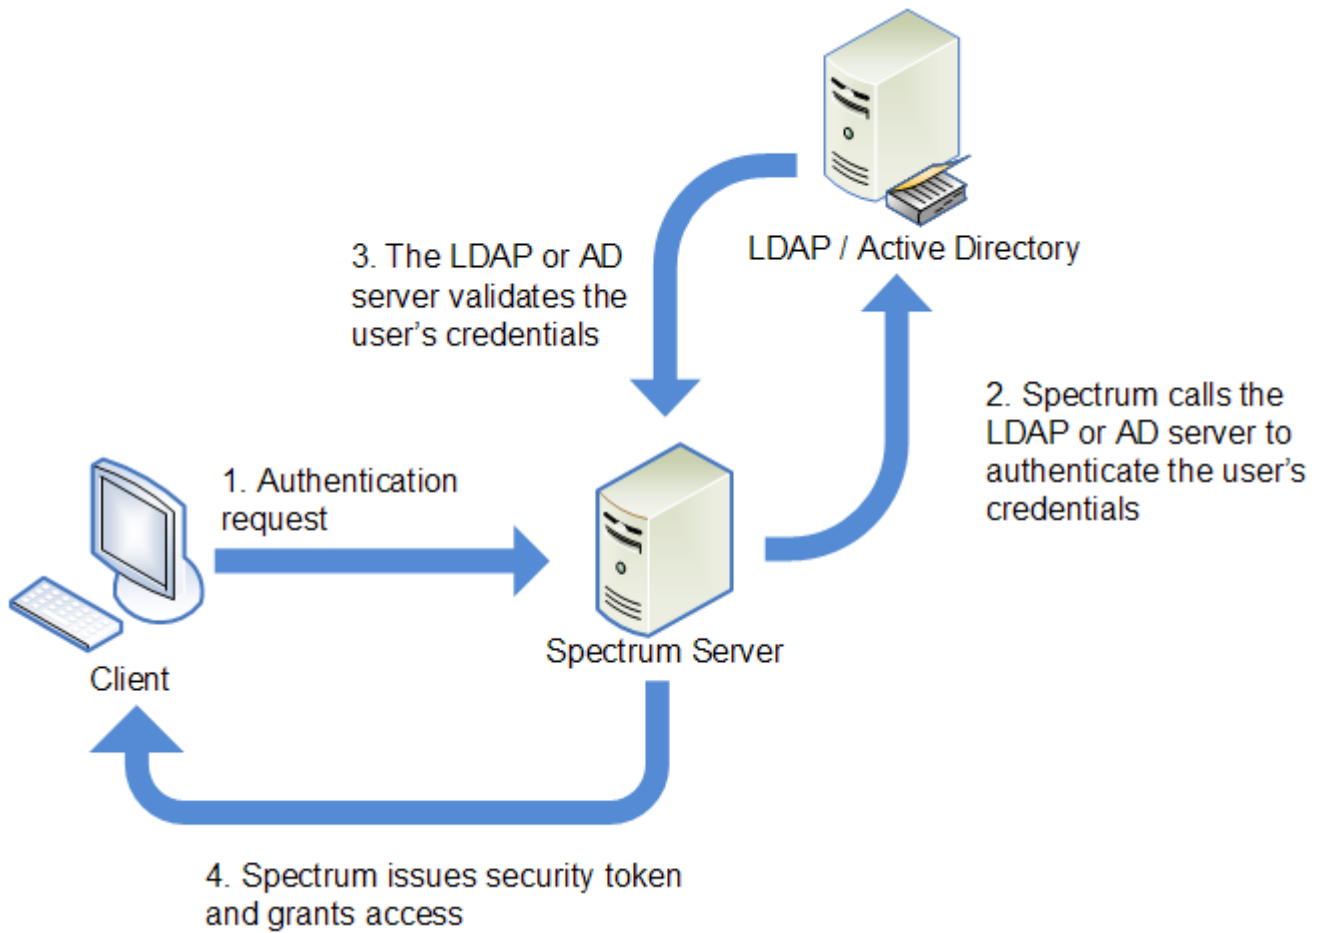 LDAP / Active Directory
3. The LDAP or AD
server validates the
user’s credentials
2. Spectrum calls the
LDAP or AD server to
authenticate the user’s
credentials
1. Authentication
request
Spectrum Server
Client
4. Spectrum issues security token
and grants access